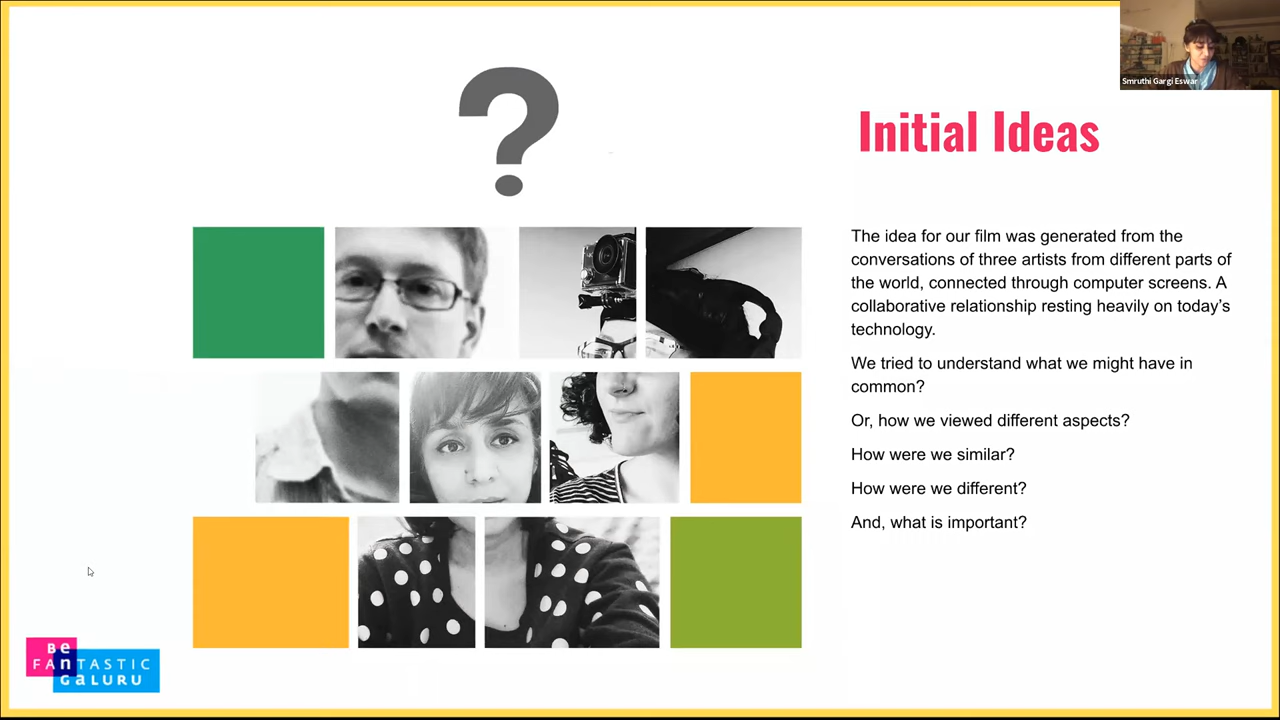 ?
Smruthi Gargi Eswar
Initial Ideas
The idea for our film was generated from the
conversations of three artists from different parts of
the world, connected through computer screens. A
collaborative relationship resting heavily on today's
technology.
We tried to understand what we might have in
common?
Or, how we viewed different aspects?
How were we similar?
How were we different?
And, what is important?
Be
FANTASTIC
GaLURU